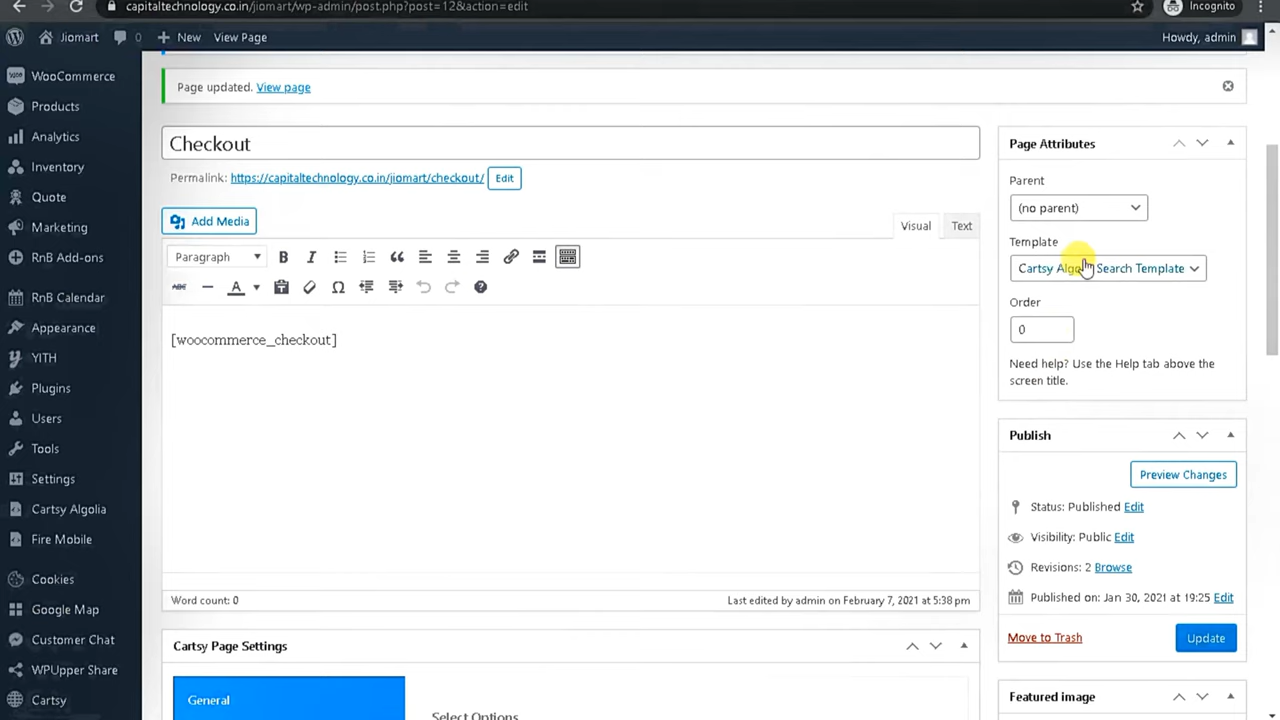 capitaltechnology.co.in/jiomart/wp-admin/post.php?post=12&action=edit
Incognito
Jiomart
0
New
View Page
Howdy, admin
WooCommerce
Products
Analytics
Inventory
Quote
Marketing
RnB Add-ons
RnB Calendar
Appearance
YITH
Plugins
Users
Tools
Settings
Cartsy Algolia
Fire Mobile
Cookies
Google Map
Customer Chat
WPUpper Share
Cartsy
Page updated. View page
Checkout
Permalink: https://capitaltechnology.co.in/jiomart/checkout/ Edit
Add Media
Visual
Text
Paragraph
B
I
ABC
A
[woocommerce_checkout]
Word count: 0
Last edited by admin on February 7, 2021 at 5:38 pm
Cartsy Page Settings
General
Select Options
Page Attributes
Parent
(no parent)
Template
Cartsy Search Template
Order
0
Need help? Use the Help tab above the
screen title.
Publish
Preview Changes
Status: Published Edit
Visibility: Public Edit
Revisions: 2 Browse
Published on: Jan 30, 2021 at 19:25 Edit
Move to Trash
Update
Featured image